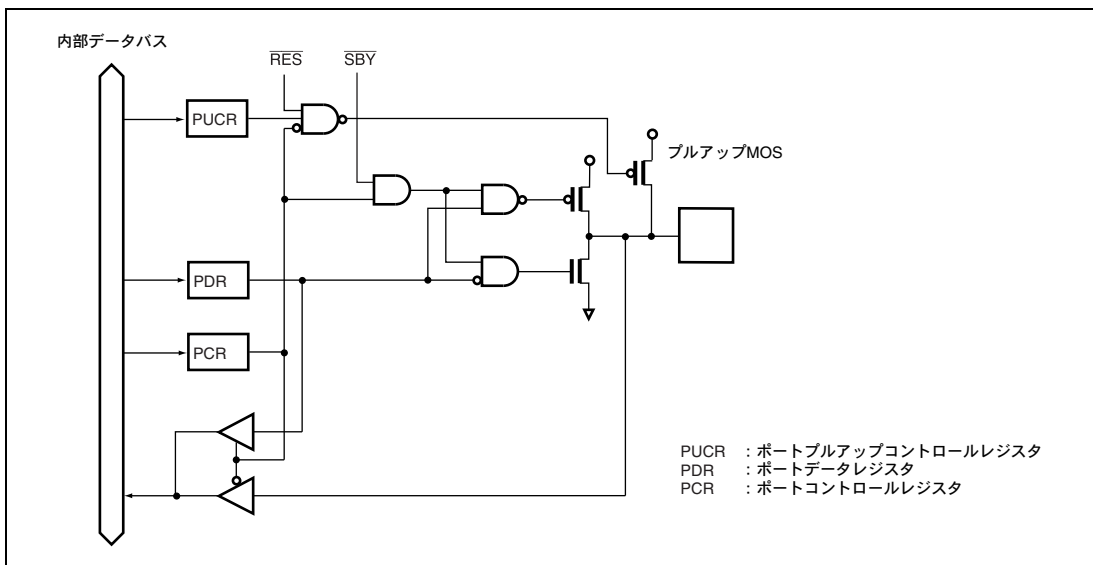 内部データバス
RES
SBY
PUCR
プルアップMOS
PDR
PCR
PUCR :ポートプルアップコントロールレジスタ
PDR :ポートデータレジスタ
PCR :ポートコントロールレジスタ